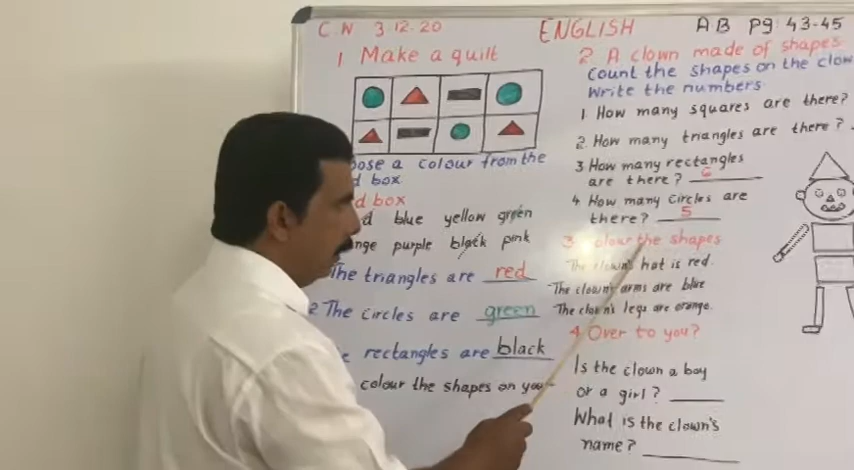 C.W 3.12.20
ENGLISH
AB pg 43-45
1 Make a quilt
a colour from the
box
box
blue yellow green
purple black pink
The triangles are red
2 The circles are green
rectangles are black
colour the shapes on
2 A clown made of shapes
Count the shapes on the
Write the numbers
1 How many squares are there?
2 How many triangles are there?
3 How many rectangles
are there? 6
4 How many circles are
there? 5
3 colour the shapes
The clown's hat is red.
The clown's arms are blue
The clown's legs are orange.
4 Over to you?
Is the clown a boy
or a girl?
What is the clown's
name?